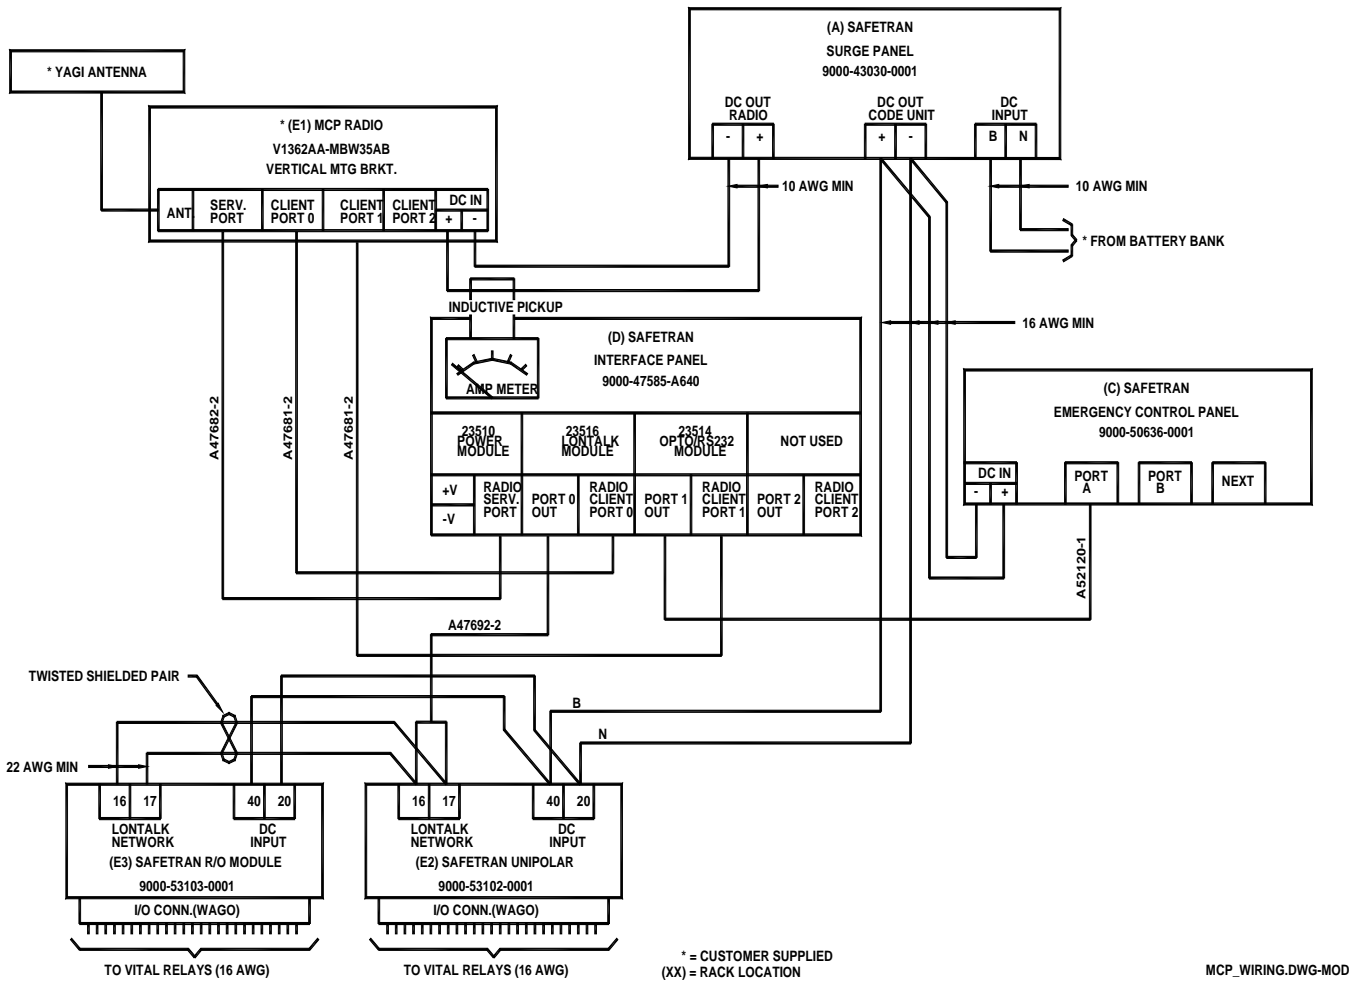 (A) SAFETRAN
SURGE PANEL
9000-43030-0001
DC OUT
RADIO
DC OUT
CODE UNIT
DC
INPUT
-
+
+
-
B
N
* YAGI ANTENNA
* (E1) MCP RADIO
V1362AA-MBW35AB
VERTICAL MTG BRKT.
ANT.
SERV.
PORT
CLIENT
PORT 0
CLIENT
PORT 1
CLIENT
PORT 2
DC IN
+
-
10 AWG MIN
10 AWG MIN
* FROM BATTERY BANK
INDUCTIVE PICKUP
16 AWG MIN
(D) SAFETRAN
INTERFACE PANEL
9000-47585-A640
AMP METER
A47682-2
A47681-2
A47681-2
23510
POWER
MODULE
23516
LONTALK
MODULE
23514
OPTO/RS232
MODULE
NOT USED
+V
-V
RADIO
SERV.
PORT
PORT 0
OUT
RADIO
CLIENT
PORT 0
PORT 1
OUT
RADIO
CLIENT
PORT 1
PORT 2
OUT
RADIO
CLIENT
PORT 2
(C) SAFETRAN
EMERGENCY CONTROL PANEL
9000-50636-0001
DC IN
-
+
PORT
A
PORT
B
NEXT
A52120-1
A47692-2
TWISTED SHIELDED PAIR
B
N
22 AWG MIN
16
17
40
20
LONTALK
NETWORK
DC
INPUT
(E3) SAFETRAN R/O MODULE
9000-53103-0001
I/O CONN.(WAGO)
TO VITAL RELAYS (16 AWG)
16
17
40
20
LONTALK
NETWORK
DC
INPUT
(E2) SAFETRAN UNIPOLAR
9000-53102-0001
I/O CONN.(WAGO)
TO VITAL RELAYS (16 AWG)
* = CUSTOMER SUPPLIED
(XX) = RACK LOCATION
MCP_WIRING.DWG-MOD